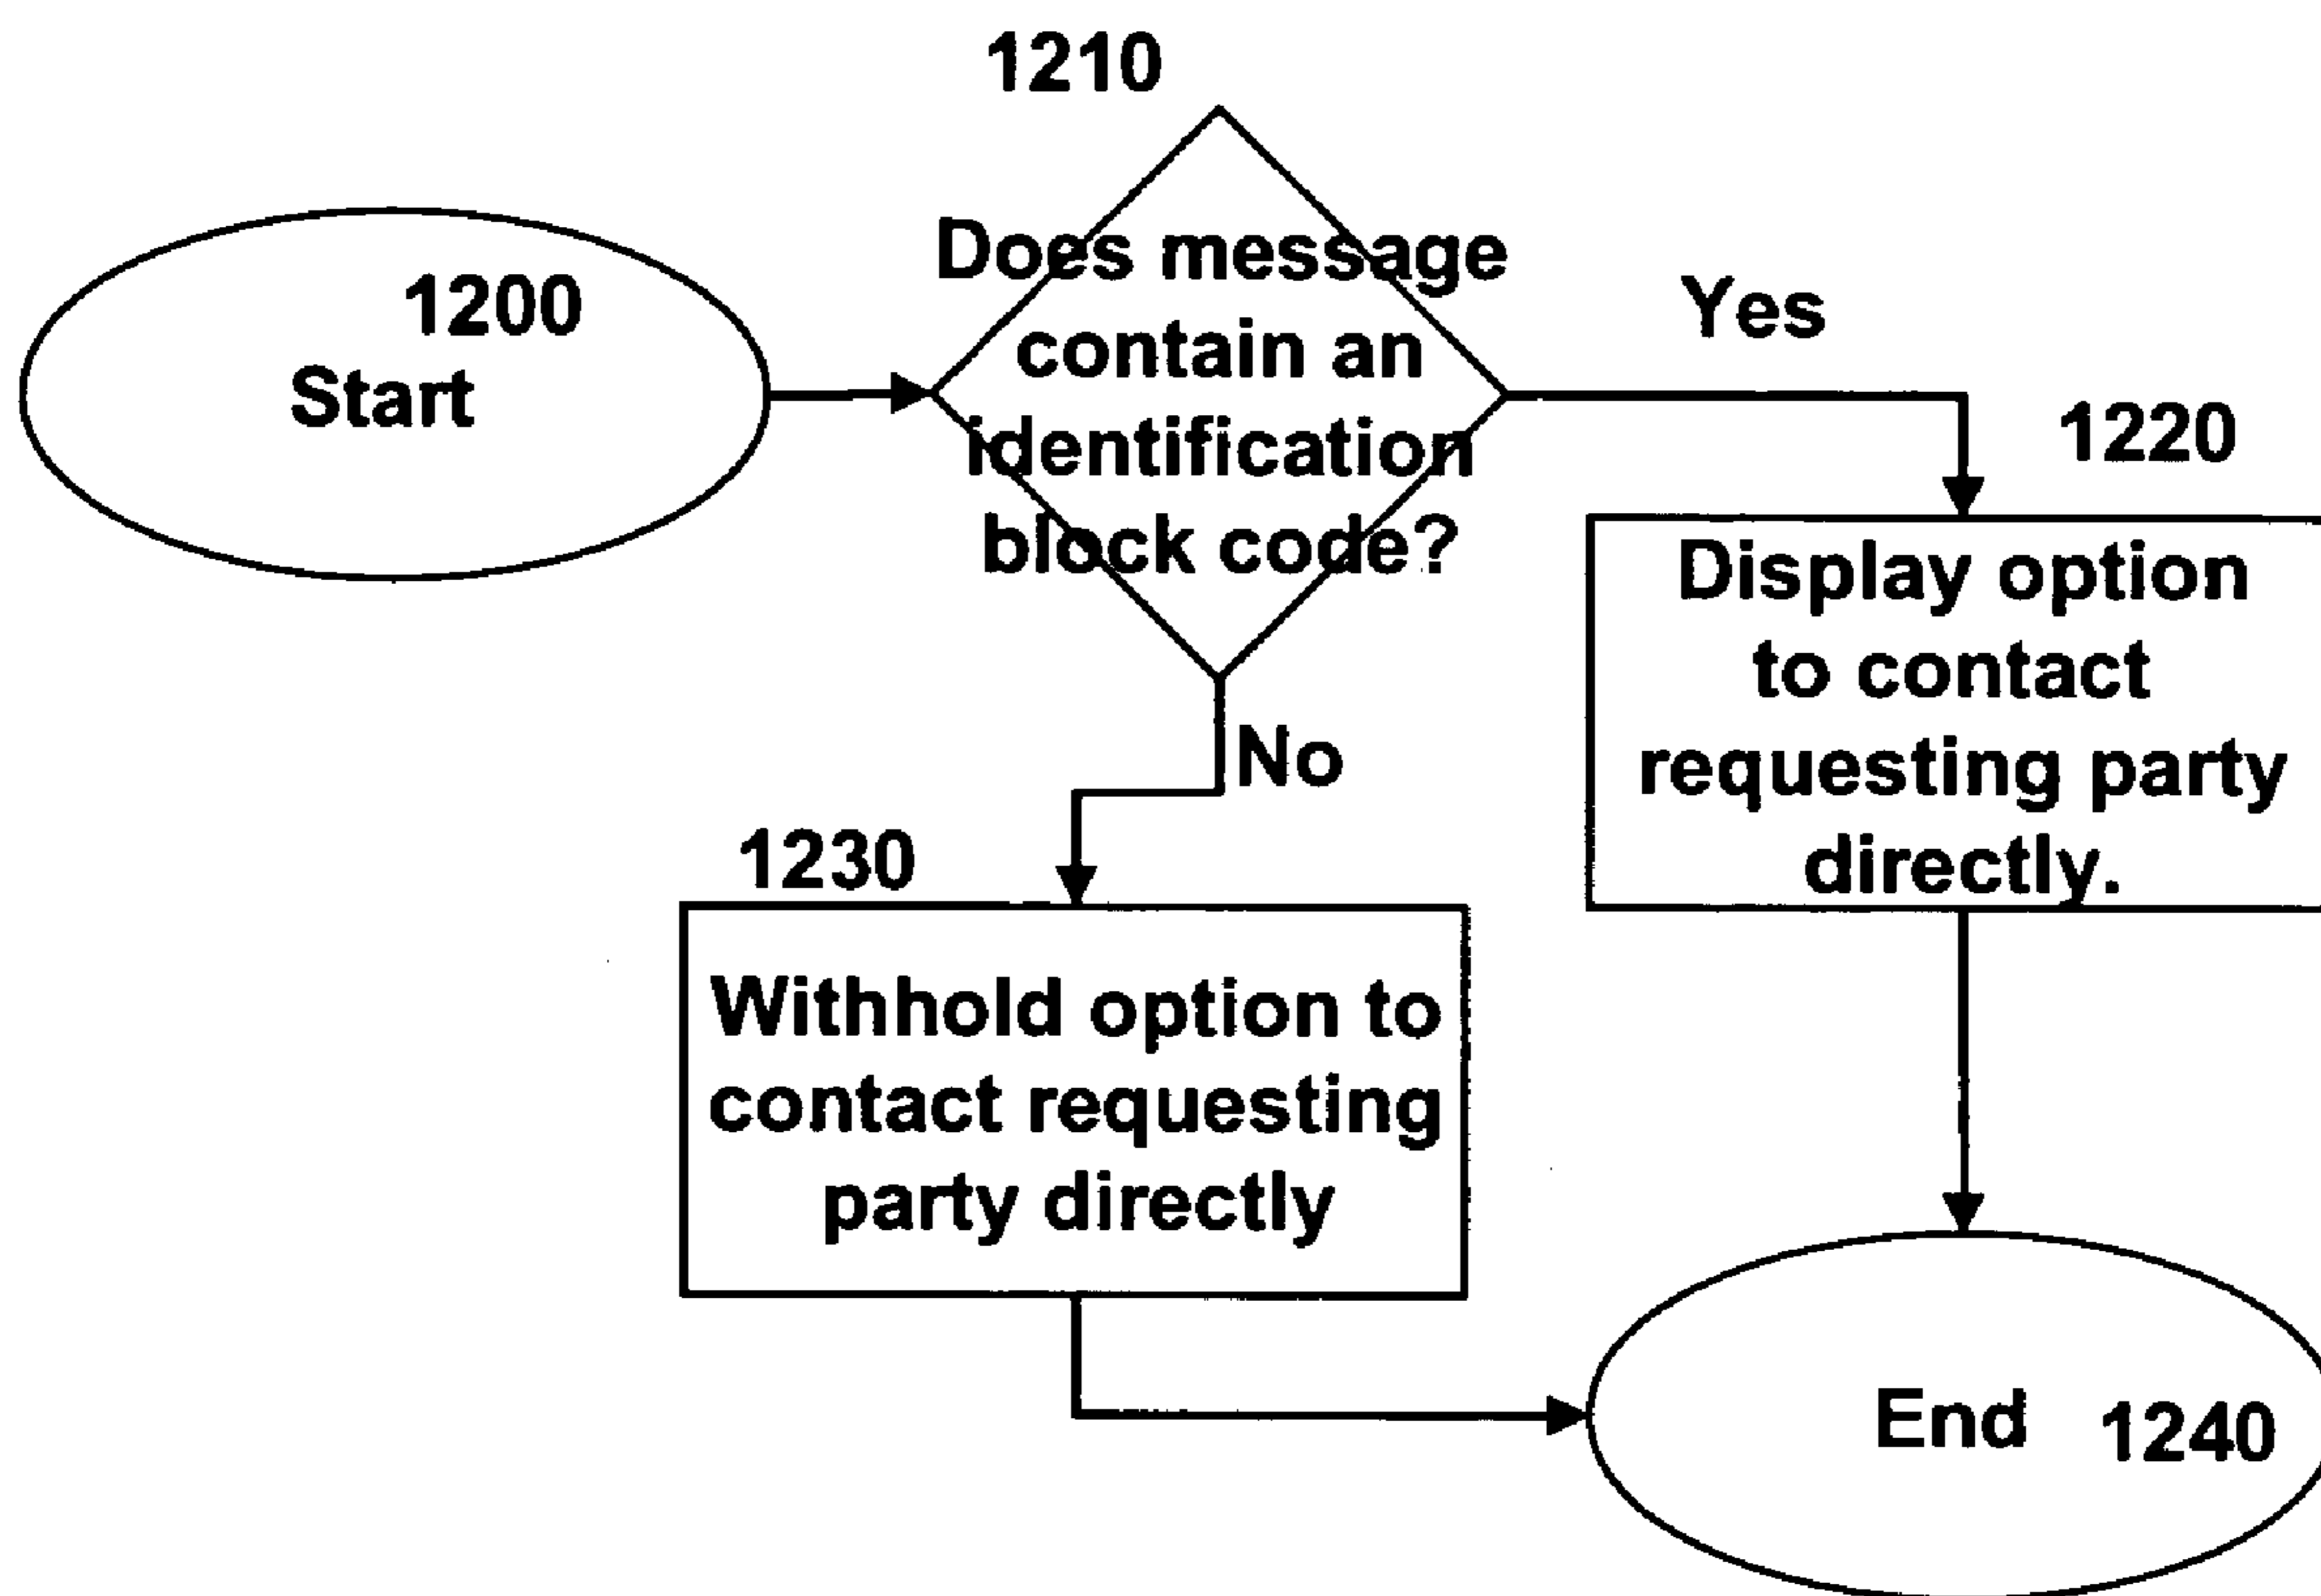 1200
Start
1210
Does message
contain an
identification
block code?
Yes
1220
Display option
to contact
requesting party
directly.
No
1230
Withhold option to
contact requesting
party directly
End 1240